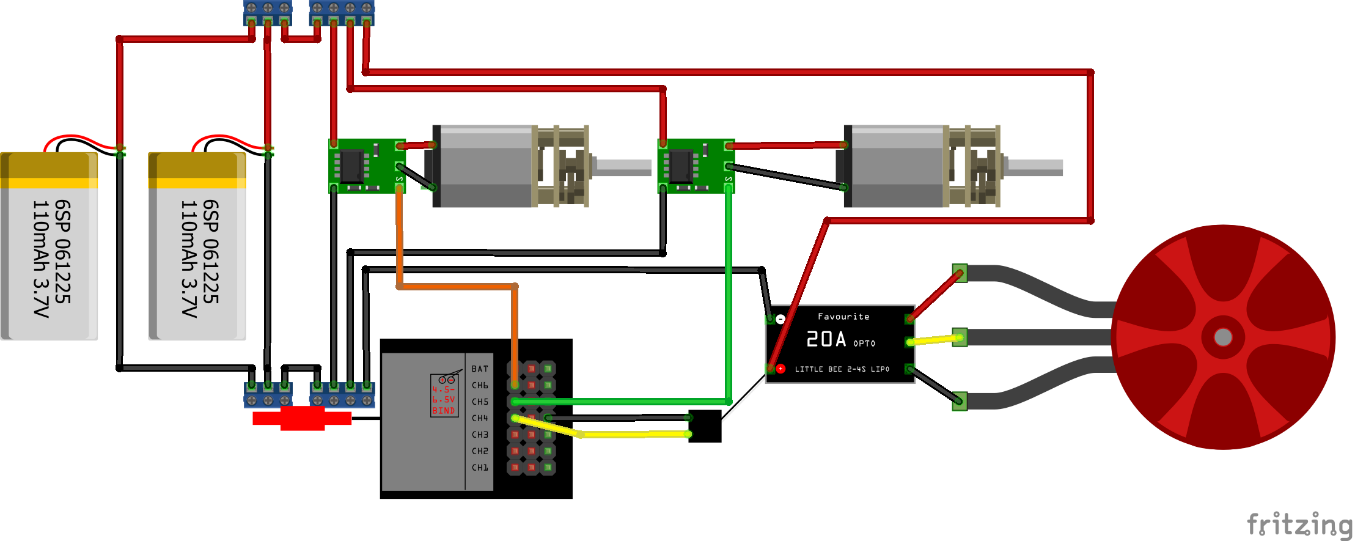 6SP 061225
110mAh 3.7V
6SP 061225
110mAh 3.7V
Favourite
20A OPTO
LITTLE BEE 2-4S LIPO
4.5-
6.5V
BIND
BAT
CH6
CH5
CH4
CH3
CH2
CH1
fritzing